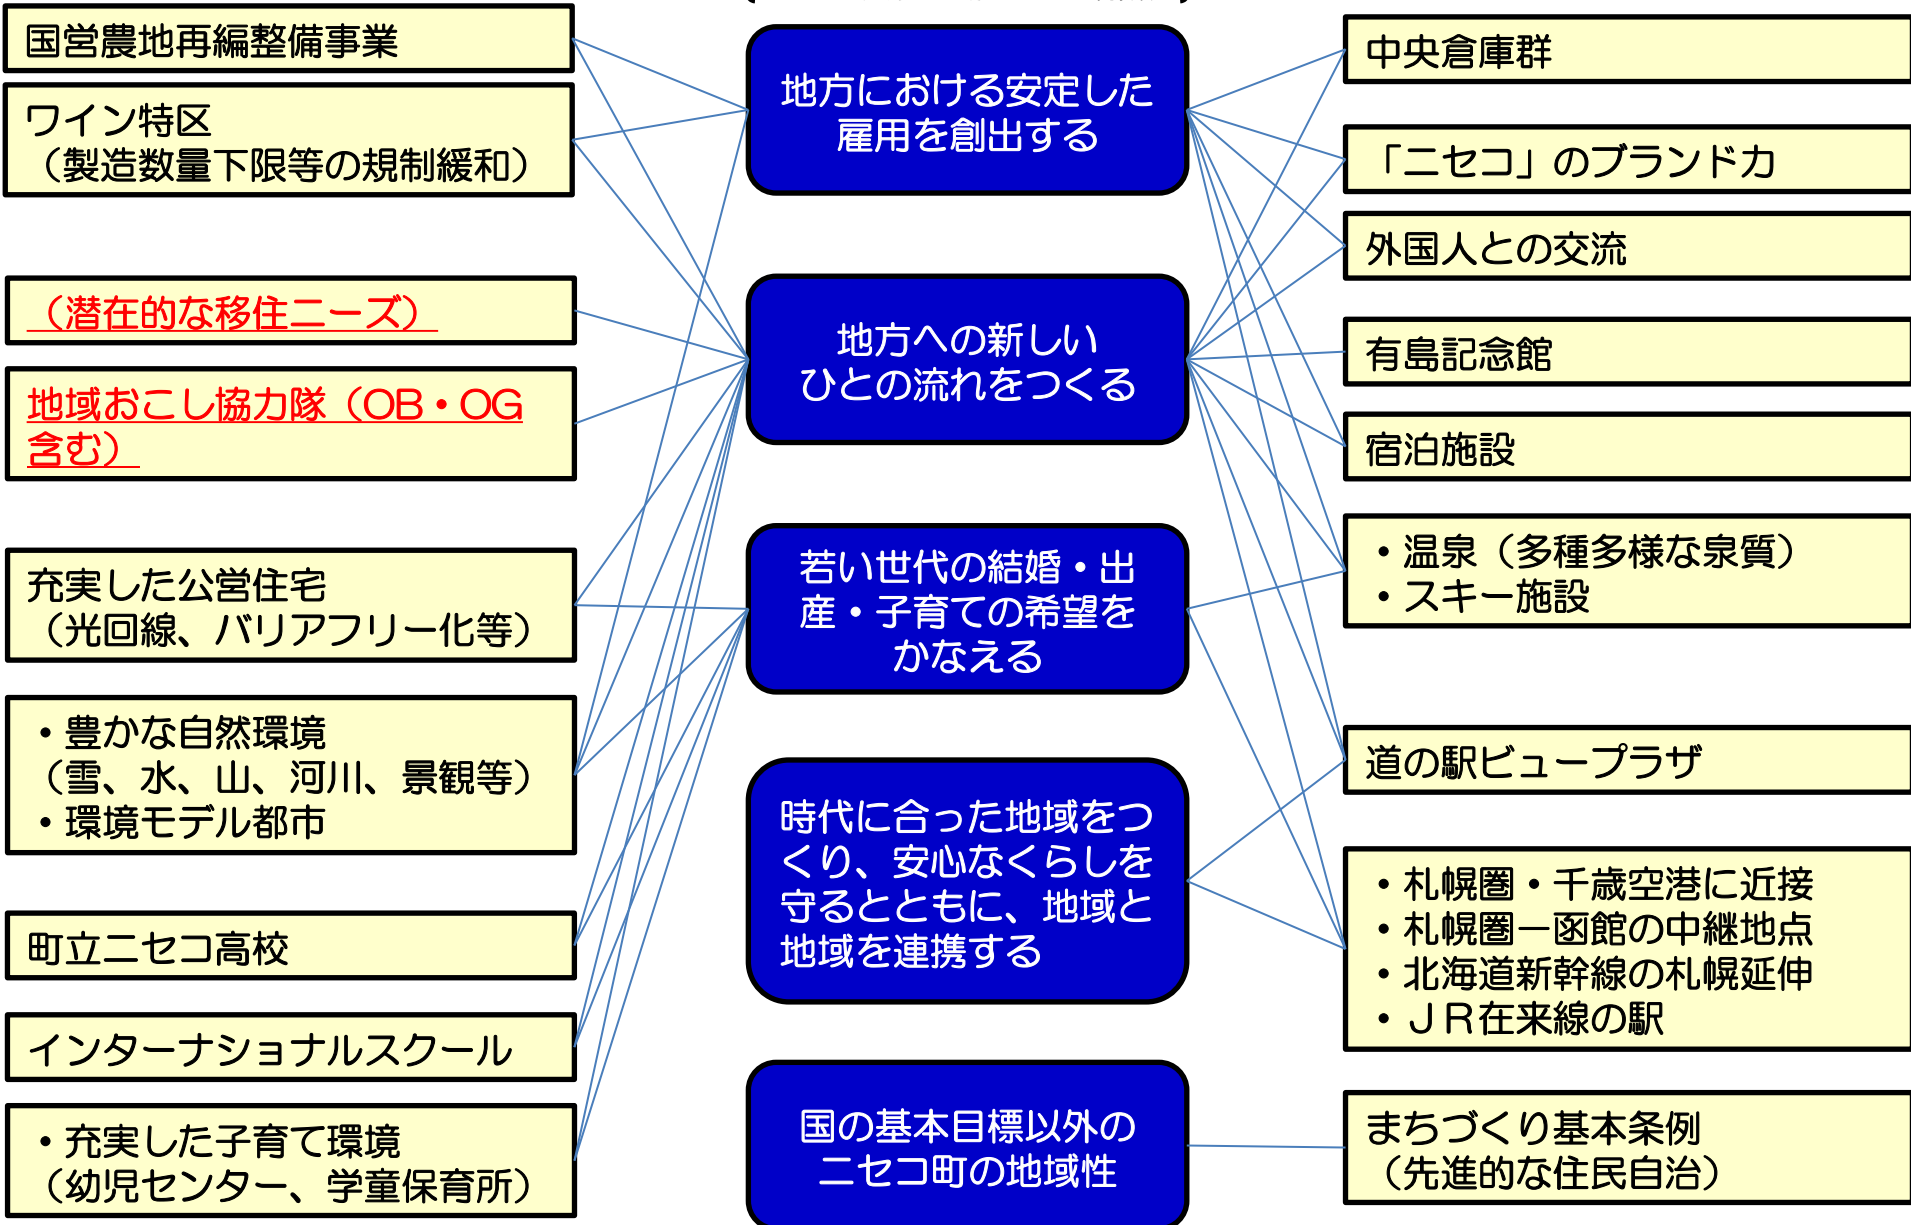 国営農地再編整備事業
ワイン特区
（製造数量下限等の規制緩和）
（潜在的な移住ニーズ）
地域おこし協力隊（OB・OG
含む）
充実した公営住宅
（光回線、バリアフリー化等）
・豊かな自然環境
（雪、水、山、河川、景観等）
・環境モデル都市
町立ニセコ高校
インターナショナルスクール
・充実した子育て環境
（幼児センター、学童保育所）
地方における安定した
雇用を創出する
地方への新しい
ひとの流れをつくる
若い世代の結婚・出
産・子育ての希望を
かなえる
時代に合った地域をつ
くり、安心なくらしを
守るとともに、地域と
地域を連携する
国の基本目標以外の
ニセコ町の地域性
中央倉庫群
「ニセコ」のブランド力
外国人との交流
有島記念館
宿泊施設
・温泉（多種多様な泉質）
・スキー施設
道の駅ビュープラザ
・札幌圏・千歳空港に近接
・札幌圏－函館の中継地点
・北海道新幹線の札幌延伸
・ＪＲ在来線の駅
まちづくり基本条例
（先進的な住民自治）